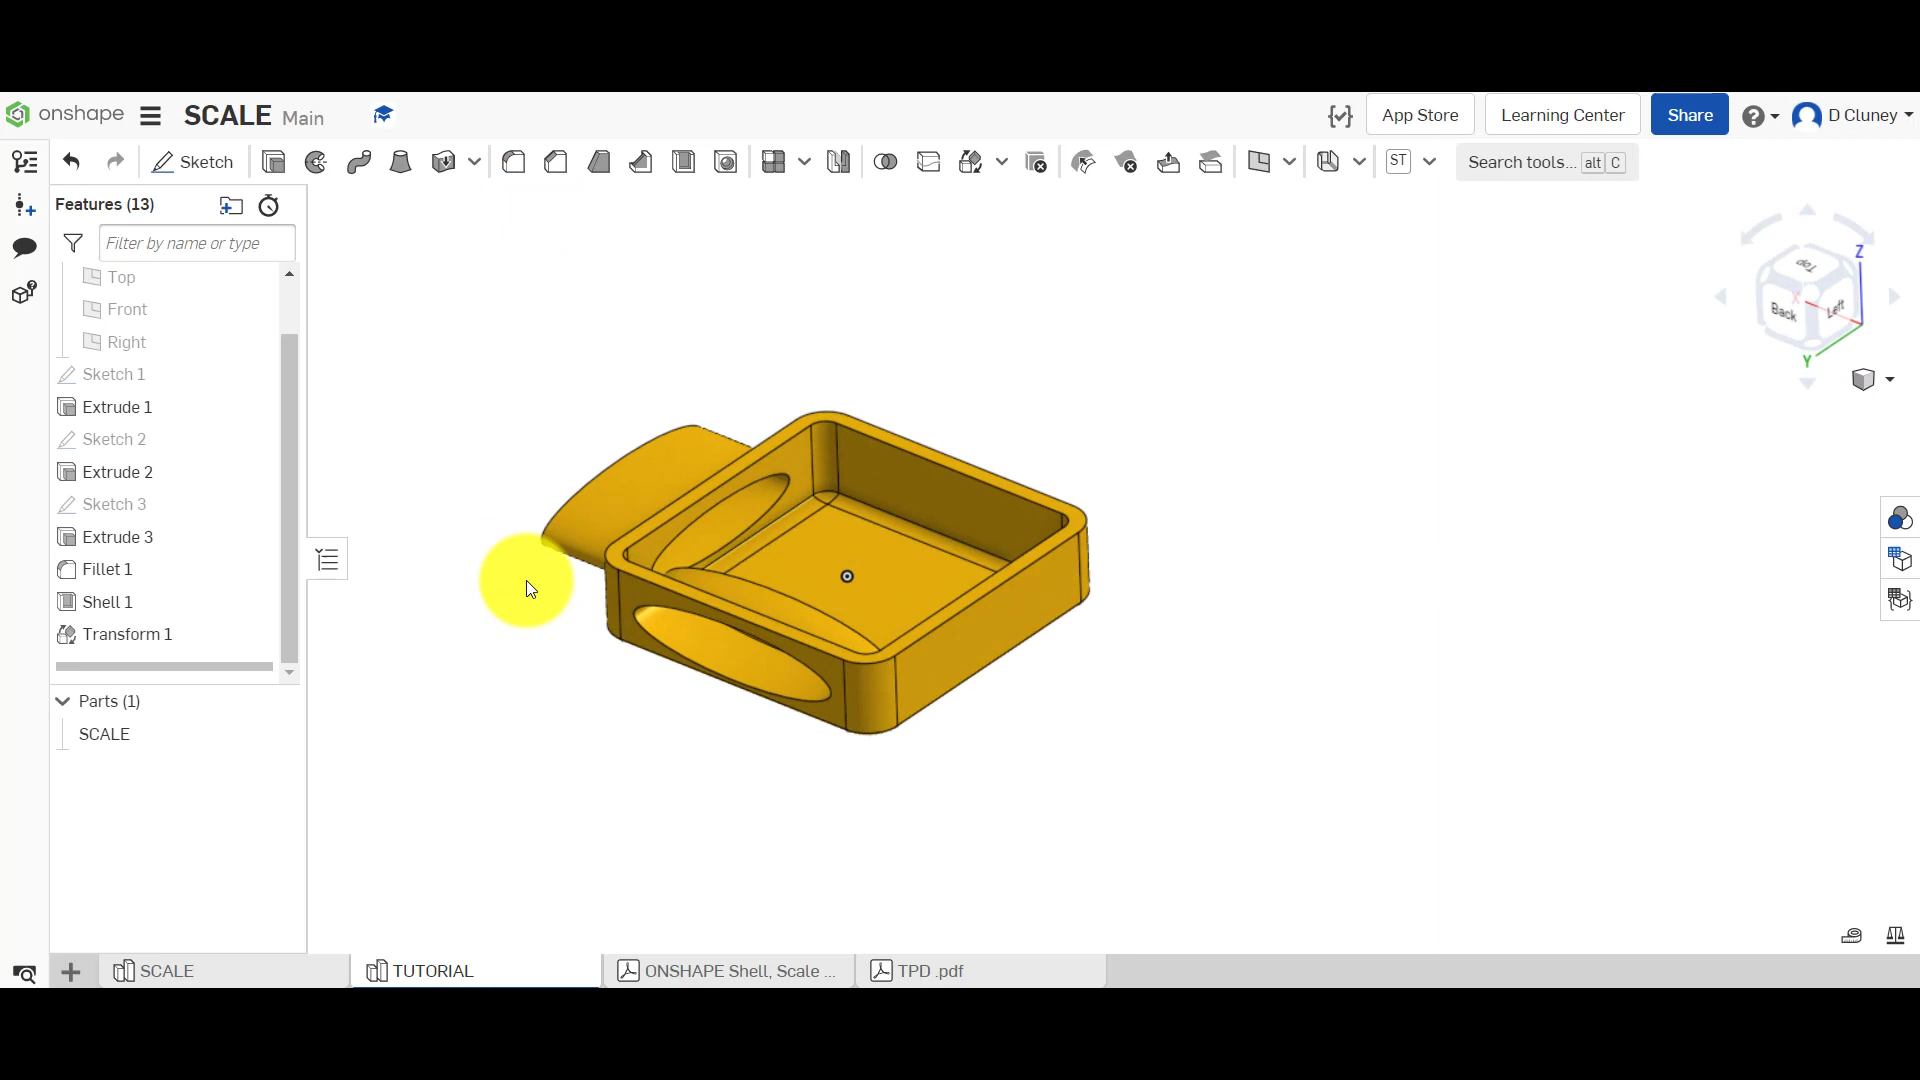 onshape SCALE Main App Store Learning Center Share D Cluney
Sketch ST Search tools... alt C
Features (13)
Filter by name or type
Top
Front
Right
Sketch 1
Extrude 1
Sketch 2
Extrude 2
Sketch 3
Extrude 3
Fillet 1
Shell 1
Transform 1
Parts (1)
SCALE
Z
Top
X
Back Left
Y
SCALE TUTORIAL ONSHAPE Shell, Scale ... TPD .pdf